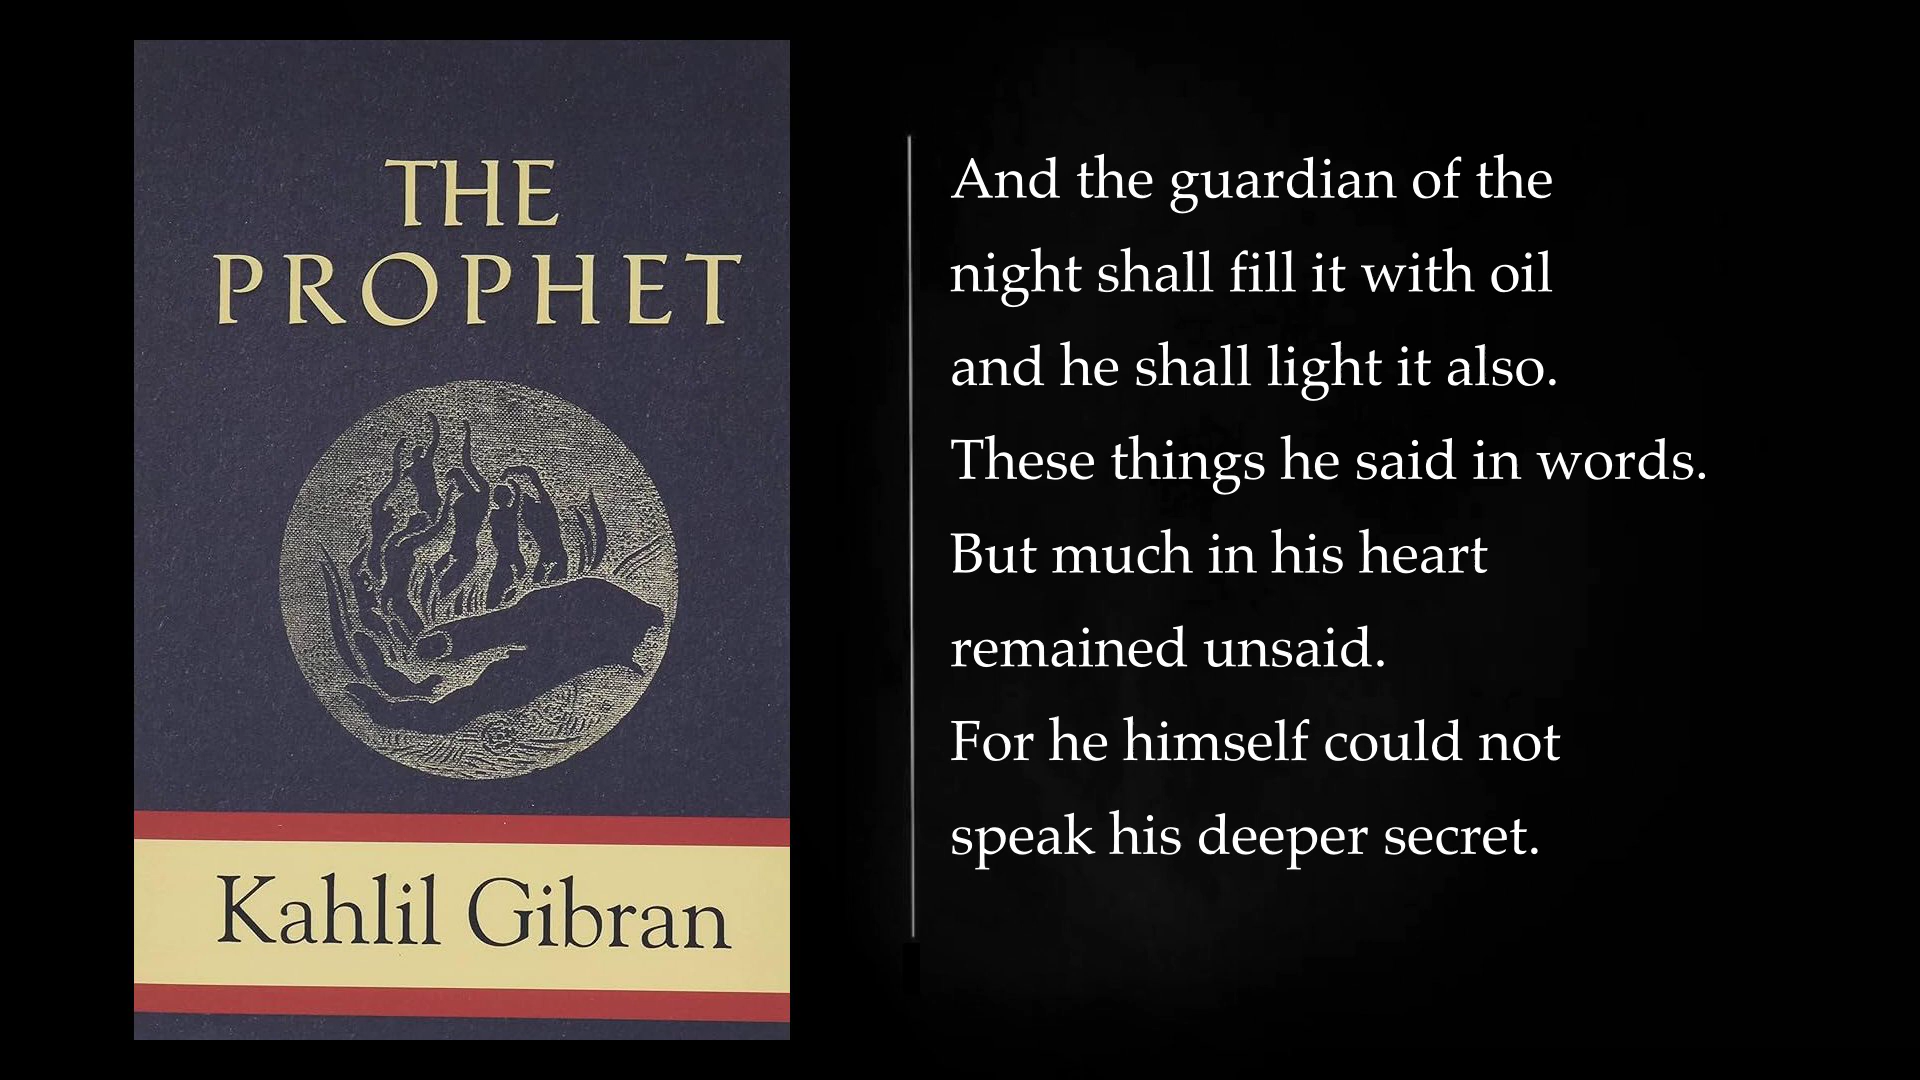 THE
PROPHET
Kahlil Gibran
And the guardian of the
night shall fill it with oil
and he shall light it also.
These things he said in words.
But much in his heart
remained unsaid.
For he himself could not
speak his deeper secret.